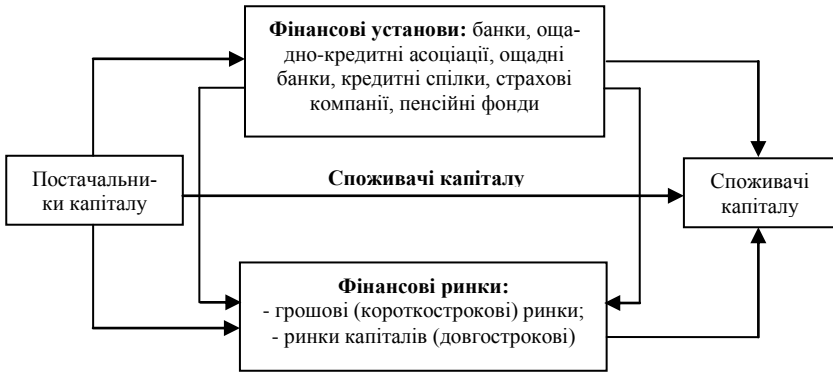 Фінансові установи: банки, оща-
дно-кредитні асоціації, ощадні
банки, кредитні спілки, страхові
компанії, пенсійні фонди
Постачальни-
ки капіталу
Споживачі капіталу
Споживачі
капіталу
Фінансові ринки:
- грошові (короткострокові) ринки;
- ринки капіталів (довгострокові)